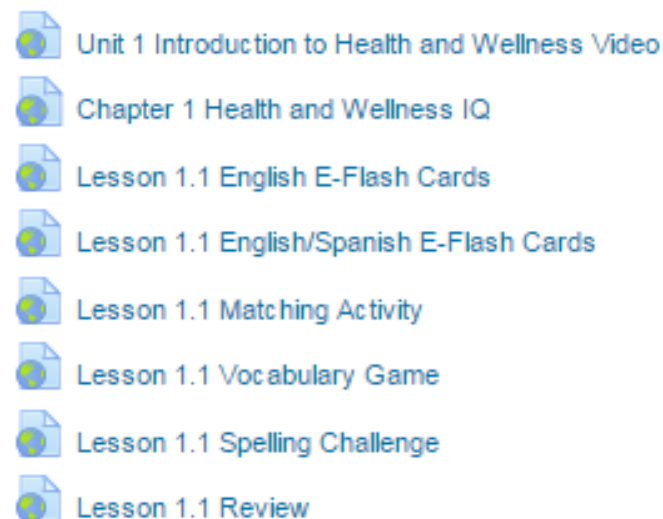 Unit 1 Introduction to Health and Wellness Video
Chapter 1 Health and Wellness IQ
Lesson 1.1 English E-Flash Cards
Lesson 1.1 English/Spanish E-Flash Cards
Lesson 1.1 Matching Activity
Lesson 1.1 Vocabulary Game
Lesson 1.1 Spelling Challenge
Lesson 1.1 Review